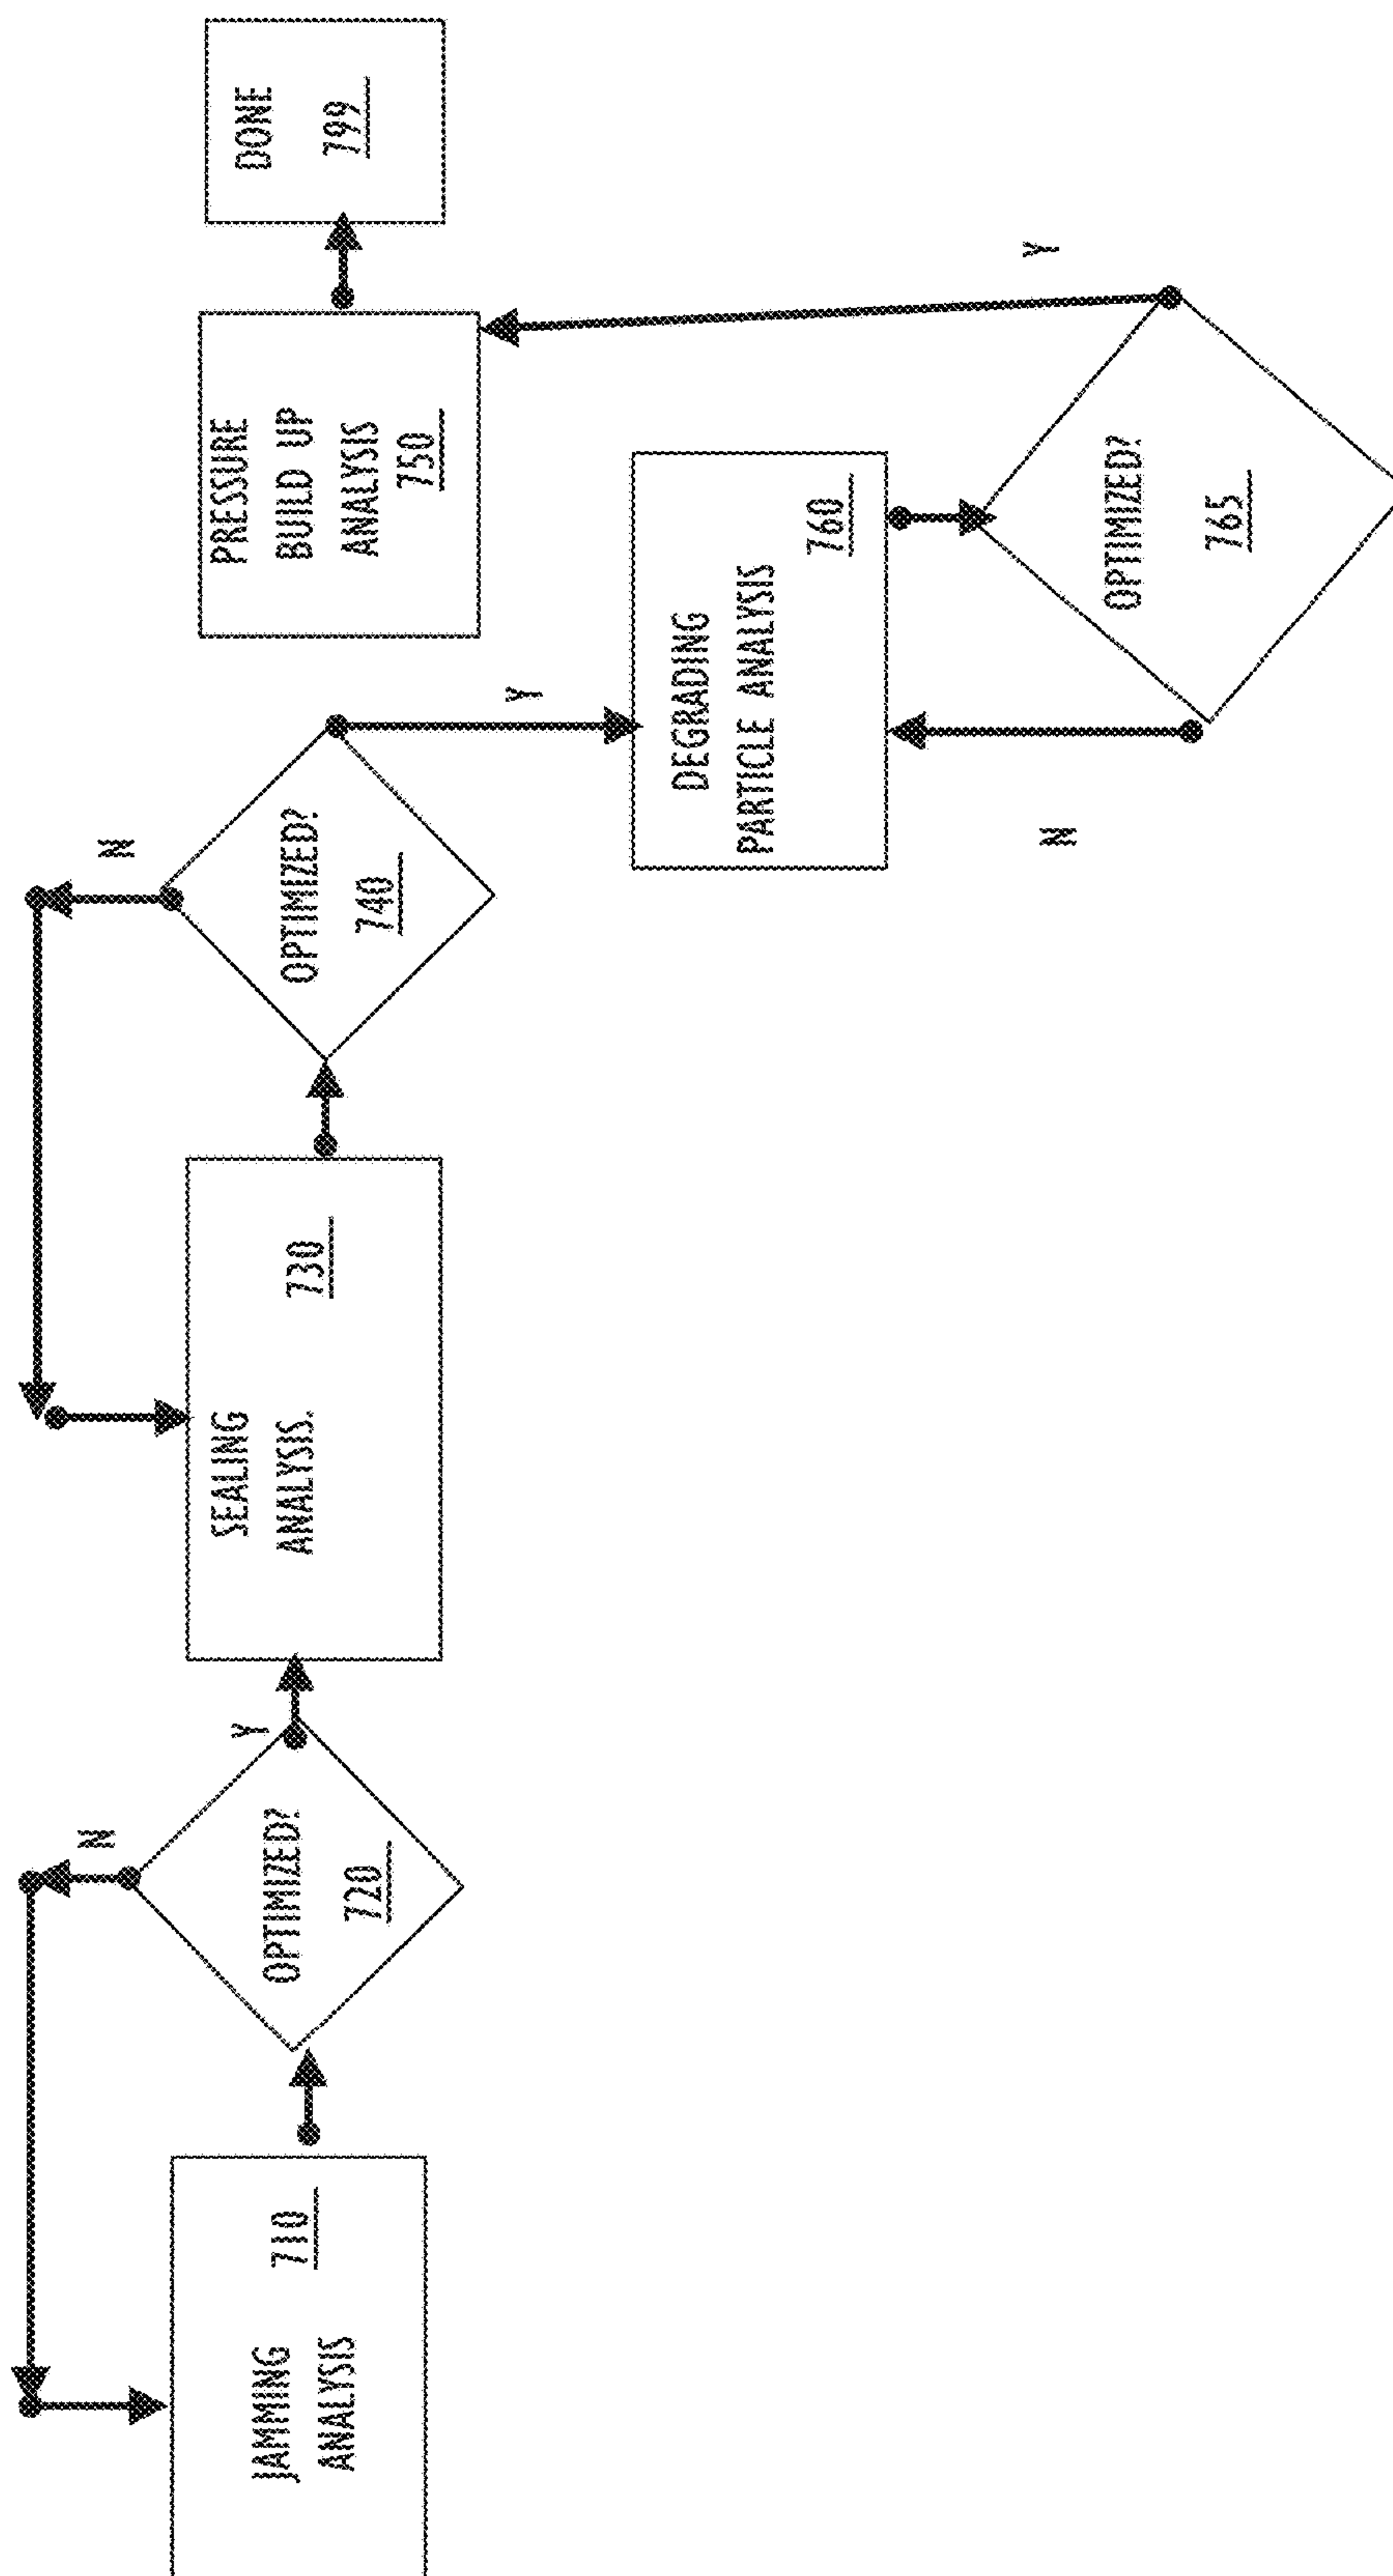 JAMMING
ANALYSIS
710
N
OPTIMIZED?
720
Y
SEALING
ANALYSIS.
730
N
OPTIMIZED?
740
Y
PRESSURE
BUILD UP
ANALYSIS
750
DONE
799
DEGRADING
PARTICLE ANALYSIS
760
N
OPTIMIZED?
765
Y